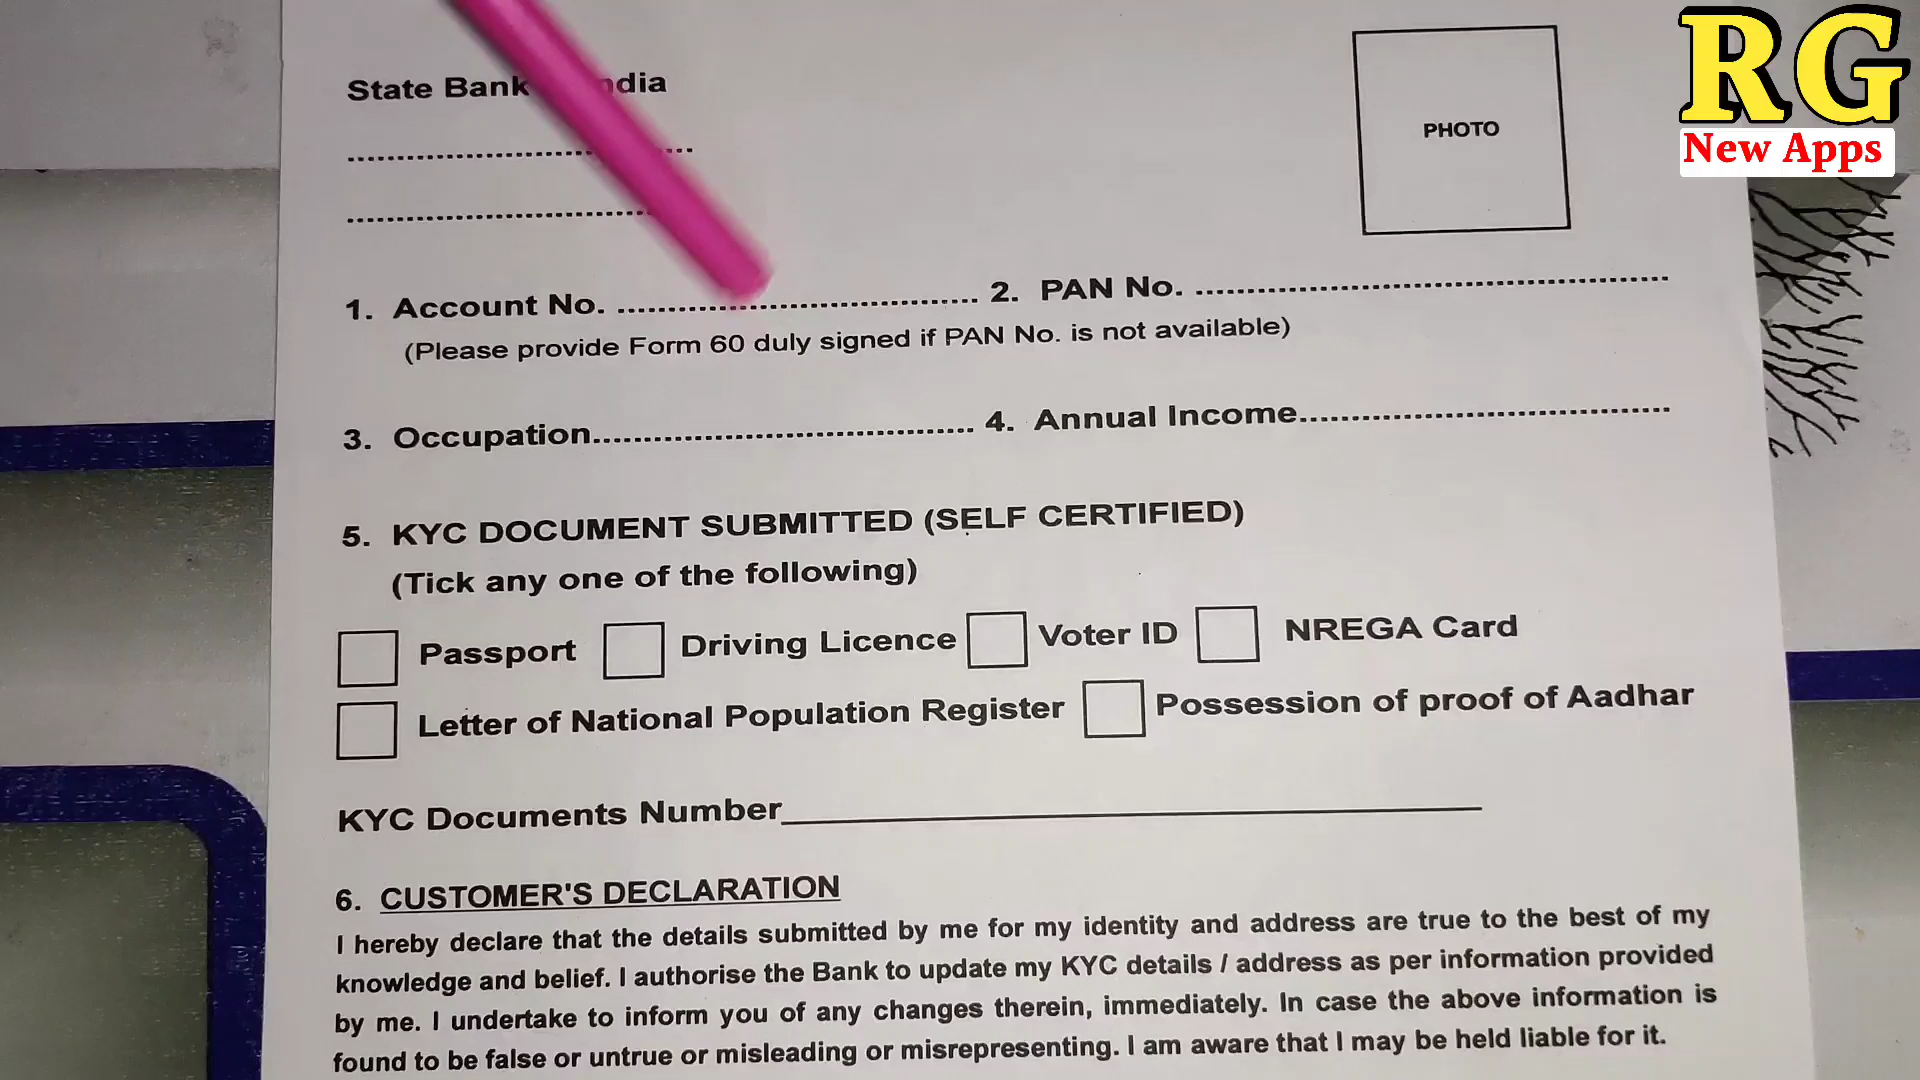 State Bank ndia
PHOTO
RG
New Apps
........................................
........................................
1. Account No. ........................................ 2. PAN No. ........................................
(Please provide Form 60 duly signed if PAN No. is not available)
3. Occupation........................................ 4. Annual Income........................................
5. KYC DOCUMENT SUBMITTED (SELF CERTIFIED)
(Tick any one of the following)
Passport Driving Licence Voter ID NREGA Card
Letter of National Population Register Possession of proof of Aadhar
KYC Documents Number________________________________________
6. CUSTOMER'S DECLARATION
I hereby declare that the details submitted by me for my identity and address are true to the best of my
knowledge and belief. I authorise the Bank to update my KYC details / address as per information provided
by me. I undertake to inform you of any changes therein, immediately. In case the above information is
found to be false or untrue or misleading or misrepresenting. I am aware that I may be held liable for it.